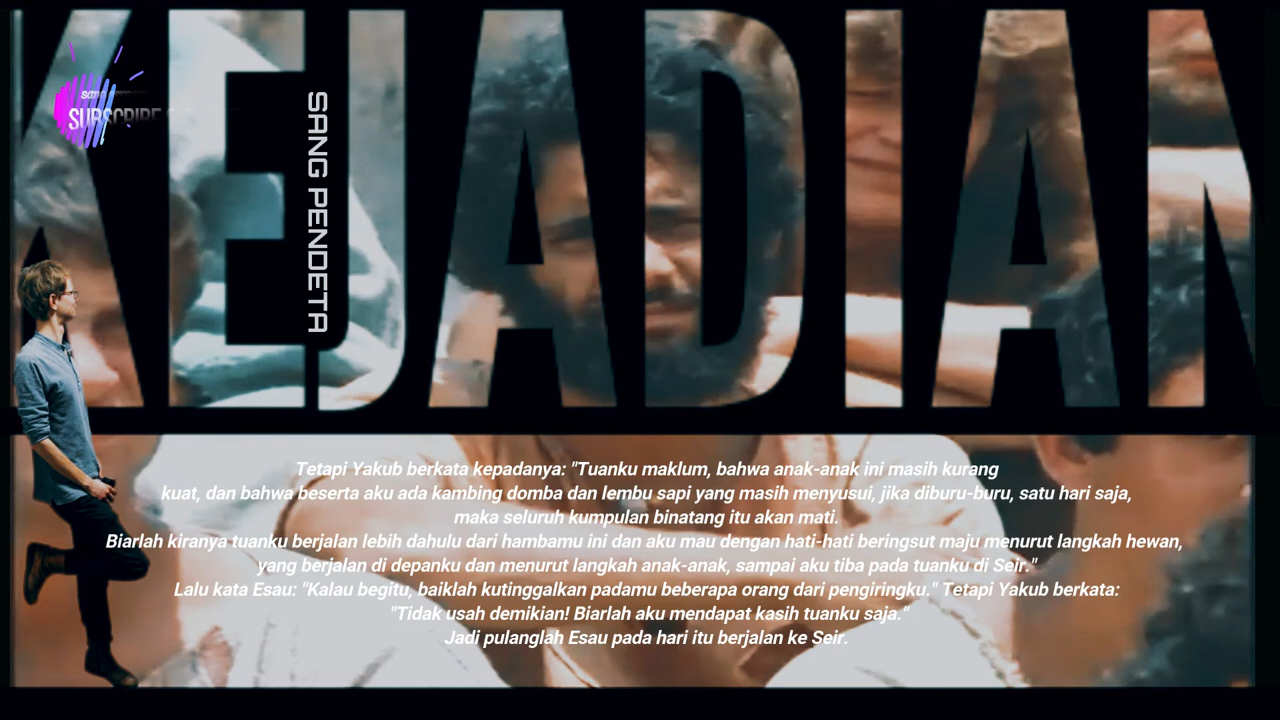 KEJADIAN
SUBSCRIBE
SANG PENDETA
Tetapi Yakub berkata kepadanya: "Tuanku maklum, bahwa anak-anak ini masih kurang
kuat, dan bahwa beserta aku ada kambing domba dan lembu sapi yang masih menyusui, jika diburu-buru, satu hari saja,
maka seluruh kumpulan binatang itu akan mati.
Biarlah kiranya tuanku berjalan lebih dahulu dari hambamu ini dan aku mau dengan hati-hati beringsut maju menurut langkah hewan,
yang berjalan di depanku dan menurut langkah anak-anak, sampai aku tiba pada tuanku di Seir."
Lalu kata Esau: "Kalau begitu, baiklah kutinggalkan padamu beberapa orang dari pengiringku." Tetapi Yakub berkata:
"Tidak usah demikian! Biarlah aku mendapat kasih tuanku saja."
Jadi pulanglah Esau pada hari itu berjalan ke Seir.